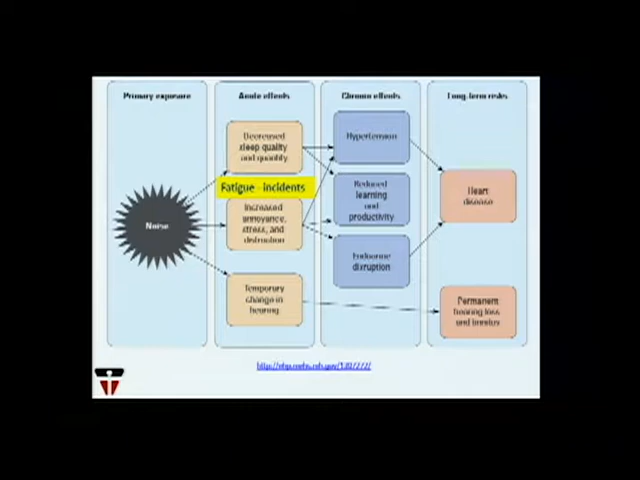 Primary exposure
Acute effects
Chronic effects
Long-term risks
Decreased
sleep quality
and quantity
Hypertension
Fatigue - incidents
Reduced
learning
and
productivity
Heart
disease
Noise
Increased
annoyance,
stress, and
distraction
Endocrine
disruption
Temporary
change in
hearing
Permanent
hearing loss
and tinnitus